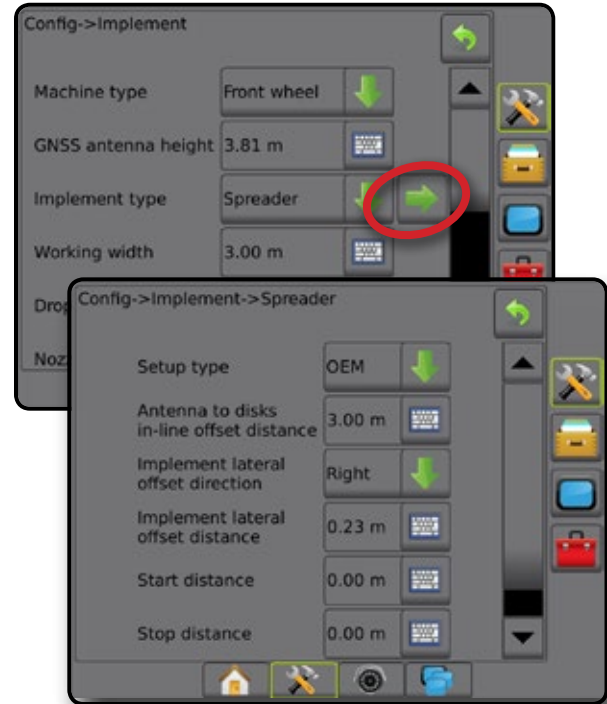 Config->Implement
Machine type
Front wheel
GNSS antenna height
3.81 m
Implement type
Spreader
Working width
3.00 m
Config->Implement->Spreader
Setup type
OEM
Antenna to disks
in-line offset distance
3.00 m
Implement lateral
offset direction
Right
Implement lateral
offset distance
0.23 m
Start distance
0.00 m
Stop distance
0.00 m